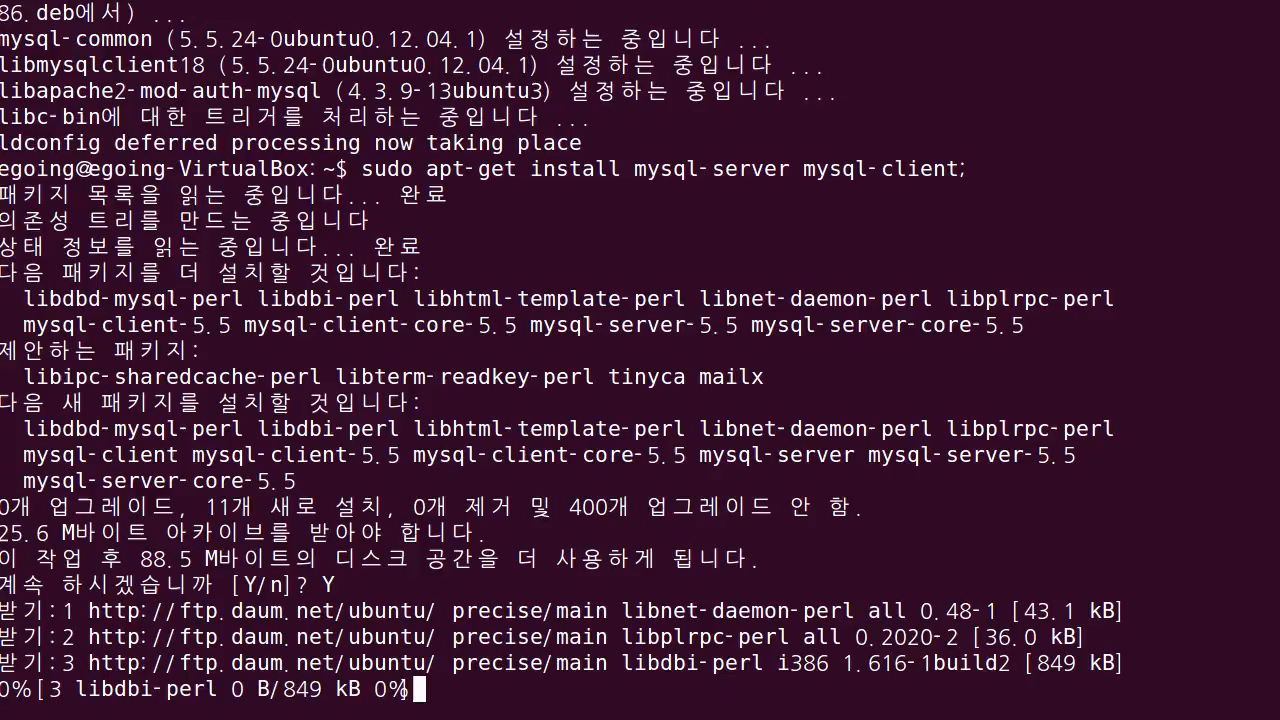 86.deb에서) ...
mysql-common (5.5.24-0ubuntu0.12.04.1) 설정하는 중입니다 ...
libmysqlclient18 (5.5.24-0ubuntu0.12.04.1) 설정하는 중입니다 ...
libapache2-mod-auth-mysql (4.3.9-13ubuntu3) 설정하는 중입니다 ...
libc-bin에 대한 트리거를 처리하는 중입니다 ...
ldconfig deferred processing now taking place
egoing@egoing-VirtualBox:~$ sudo apt-get install mysql-server mysql-client;
패키지 목록을 읽는 중입니다... 완료
의존성 트리를 만드는 중입니다
상태 정보를 읽는 중입니다... 완료
다음 패키지를 더 설치할 것입니다:
  libdbd-mysql-perl libdbi-perl libhtml-template-perl libnet-daemon-perl libplrpc-perl
  mysql-client-5.5 mysql-client-core-5.5 mysql-server-5.5 mysql-server-core-5.5
제안하는 패키지:
  libipc-sharedcache-perl libterm-readkey-perl tinyca mailx
다음 새 패키지를 설치할 것입니다:
  libdbd-mysql-perl libdbi-perl libhtml-template-perl libnet-daemon-perl libplrpc-perl
  mysql-client mysql-client-5.5 mysql-client-core-5.5 mysql-server mysql-server-5.5
  mysql-server-core-5.5
0개 업그레이드, 11개 새로 설치, 0개 제거 및 400개 업그레이드 안 함.
25.6 M바이트 아카이브를 받아야 합니다.
이 작업 후 88.5 M바이트의 디스크 공간을 더 사용하게 됩니다.
계속 하시겠습니까 [Y/n]? Y
받기:1 http://ftp.daum.net/ubuntu/ precise/main libnet-daemon-perl all 0.48-1 [43.1 kB]
받기:2 http://ftp.daum.net/ubuntu/ precise/main libplrpc-perl all 0.2020-2 [36.0 kB]
받기:3 http://ftp.daum.net/ubuntu/ precise/main libdbi-perl i386 1.616-1build2 [849 kB]
0% [3 libdbi-perl 0 B/849 kB 0%]